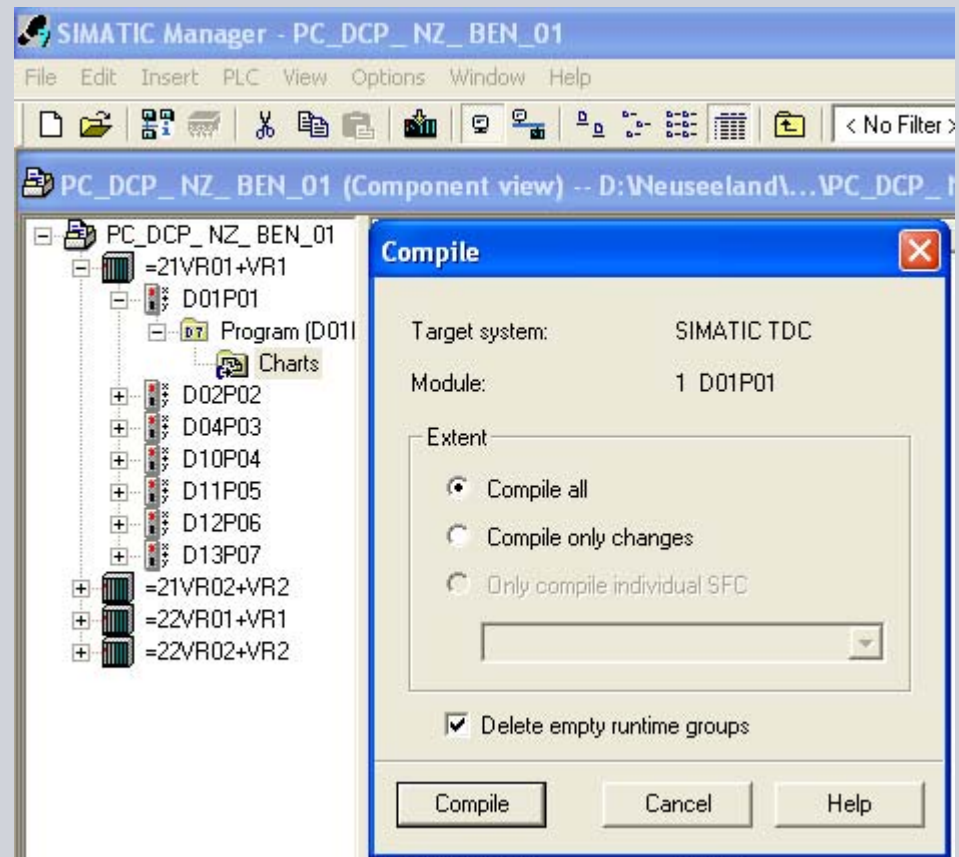 SIMATIC Manager - PC_DCP_ NZ_ BEN_01
File Edit Insert PLC View Options Window Help
< No Filter >
PC_DCP_ NZ_ BEN_01 (Component view) -- D:\Neuseeland\...\PC_DCP_
PC_DCP_ NZ_ BEN_01
=21VR01+VR1
D01P01
Program (D01
Charts
D02P02
D04P03
D10P04
D11P05
D12P06
D13P07
=21VR02+VR2
=22VR01+VR1
=22VR02+VR2
Compile
Target system: SIMATIC TDC
Module: 1 D01P01
Extent
Compile all
Compile only changes
Only compile individual SFC
Delete empty runtime groups
Compile Cancel Help